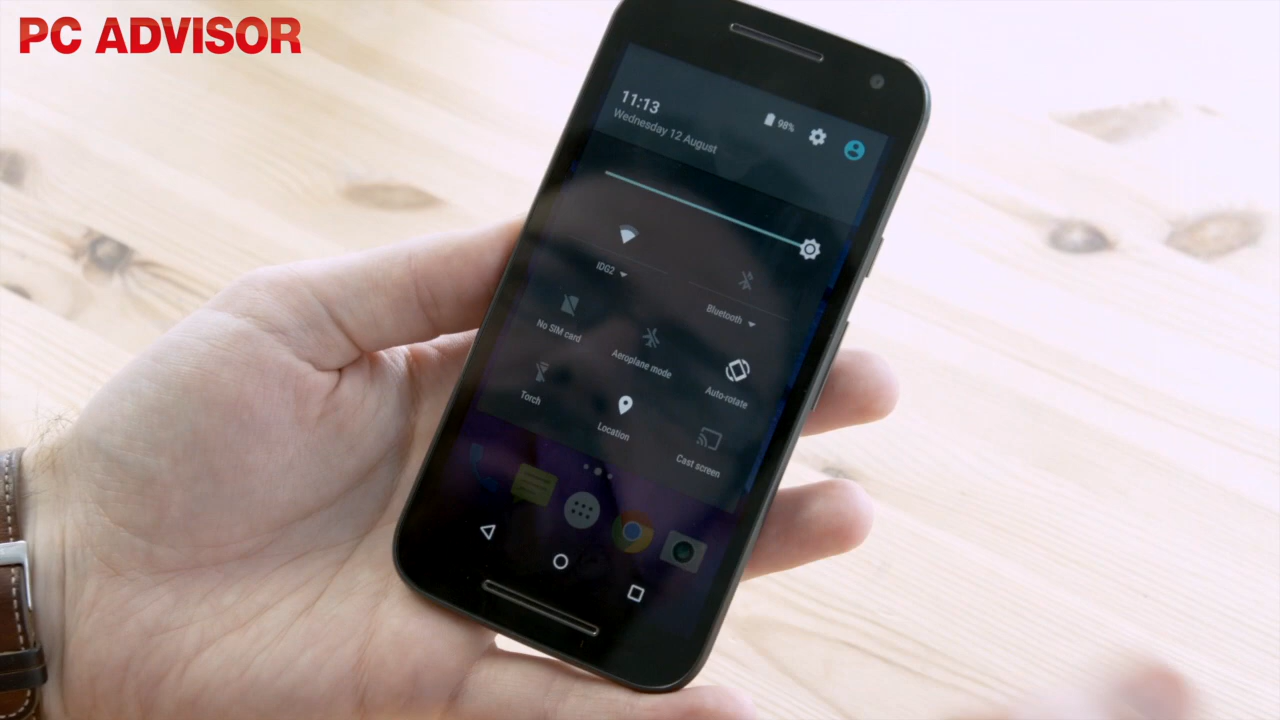 PC ADVISOR
11:13
98%
Wednesday 12 August
IDG2
Bluetooth
No SIM card
Aeroplane mode
Auto-rotate
Torch
Location
Cast screen